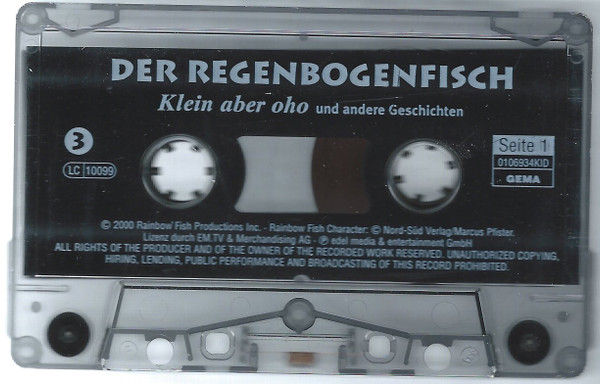 DER REGENBOGENFISCH
Klein aber oho und andere Geschichten
3
LC 10099
Seite 1
0106934KID
GEMA
© 2000 Rainbow Fish Productions Inc. · Rainbow Fish Character: © Nord-Süd Verlag/Marcus Pfister.
Lizenz durch EM.TV & Merchandising AG · ℗ edel media & entertainment GmbH
ALL RIGHTS OF THE PRODUCER AND OF THE OWNER OF THE RECORDED WORK RESERVED. UNAUTHORIZED COPYING,
HIRING, LENDING, PUBLIC PERFORMANCE AND BROADCASTING OF THIS RECORD PROHIBITED.